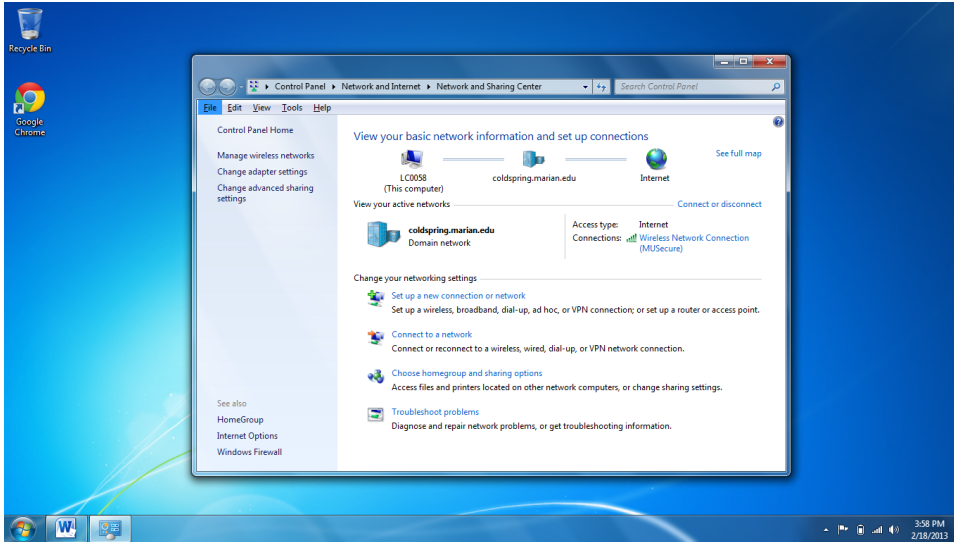 Recycle Bin
Google
Chrome
Control Panel Network and Internet Network and Sharing Center
Search Control Panel
File Edit View Tools Help
Control Panel Home
Manage wireless networks
Change adapter settings
Change advanced sharing
settings
See also
HomeGroup
Internet Options
Windows Firewall
View your basic network information and set up connections
See full map
LC0058
(This computer)
coldspring.marian.edu
Internet
View your active networks
Connect or disconnect
coldspring.marian.edu
Domain network
Access type: Internet
Connections: Wireless Network Connection
(MUSecure)
Change your networking settings
Set up a new connection or network
Set up a wireless, broadband, dial-up, ad hoc, or VPN connection; or set up a router or access point.
Connect to a network
Connect or reconnect to a wireless, wired, dial-up, or VPN network connection.
Choose homegroup and sharing options
Access files and printers located on other network computers, or change sharing settings.
Troubleshoot problems
Diagnose and repair network problems, or get troubleshooting information.
W
3:58 PM
2/18/2013